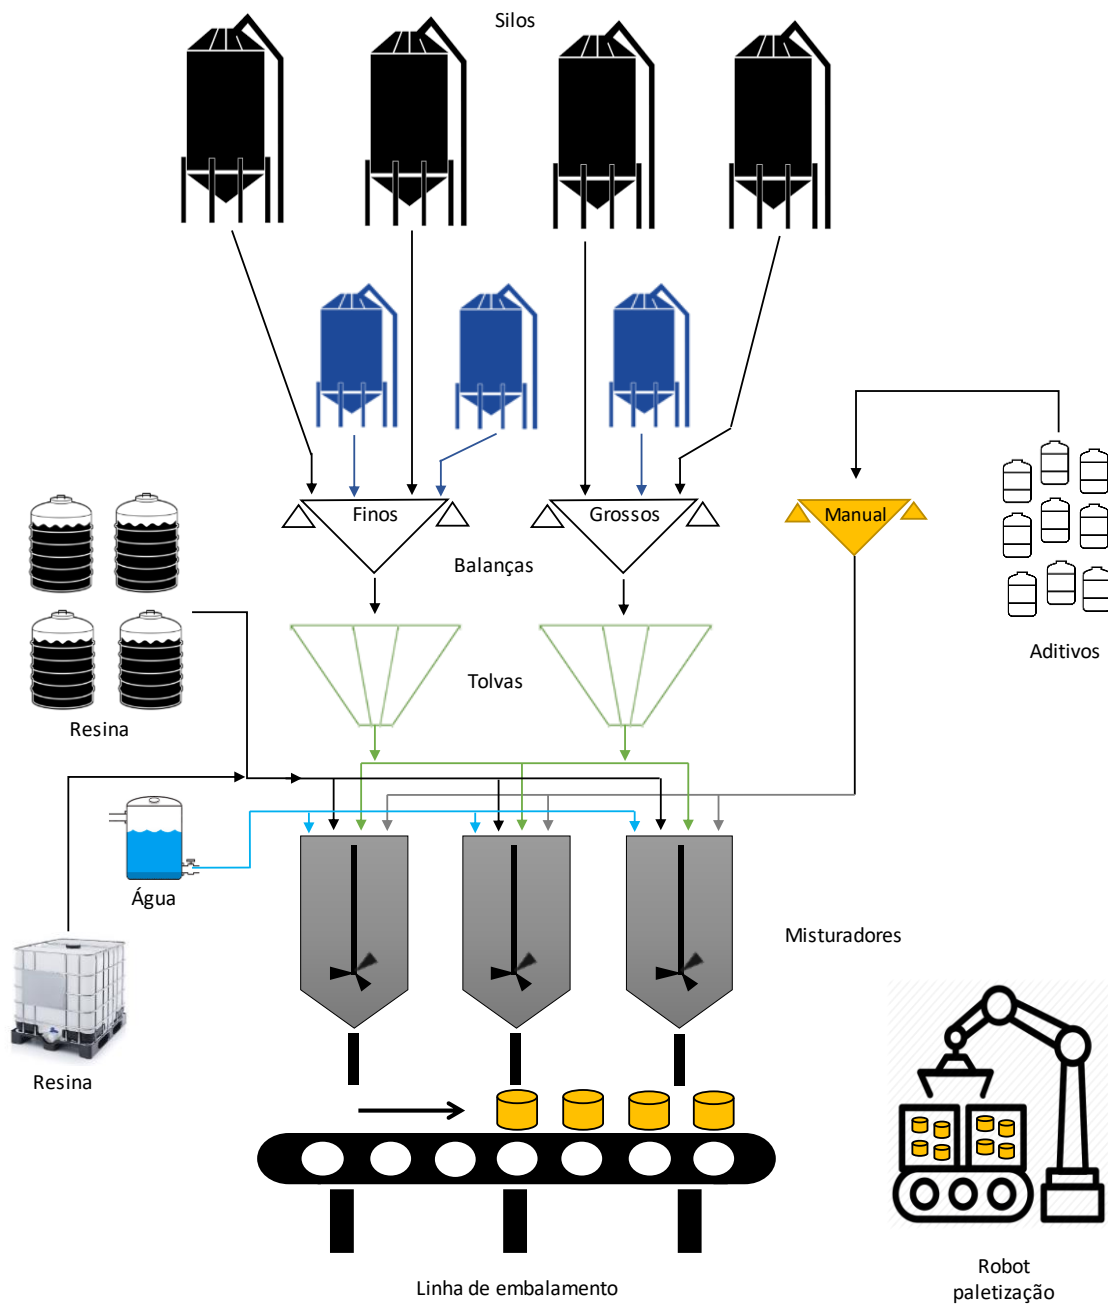 Silos
Finos
Grossos
Manual
Balanças
Aditivos
Tolvas
Resina
Água
Misturadores
Resina
Linha de embalamento
Robot
paletização